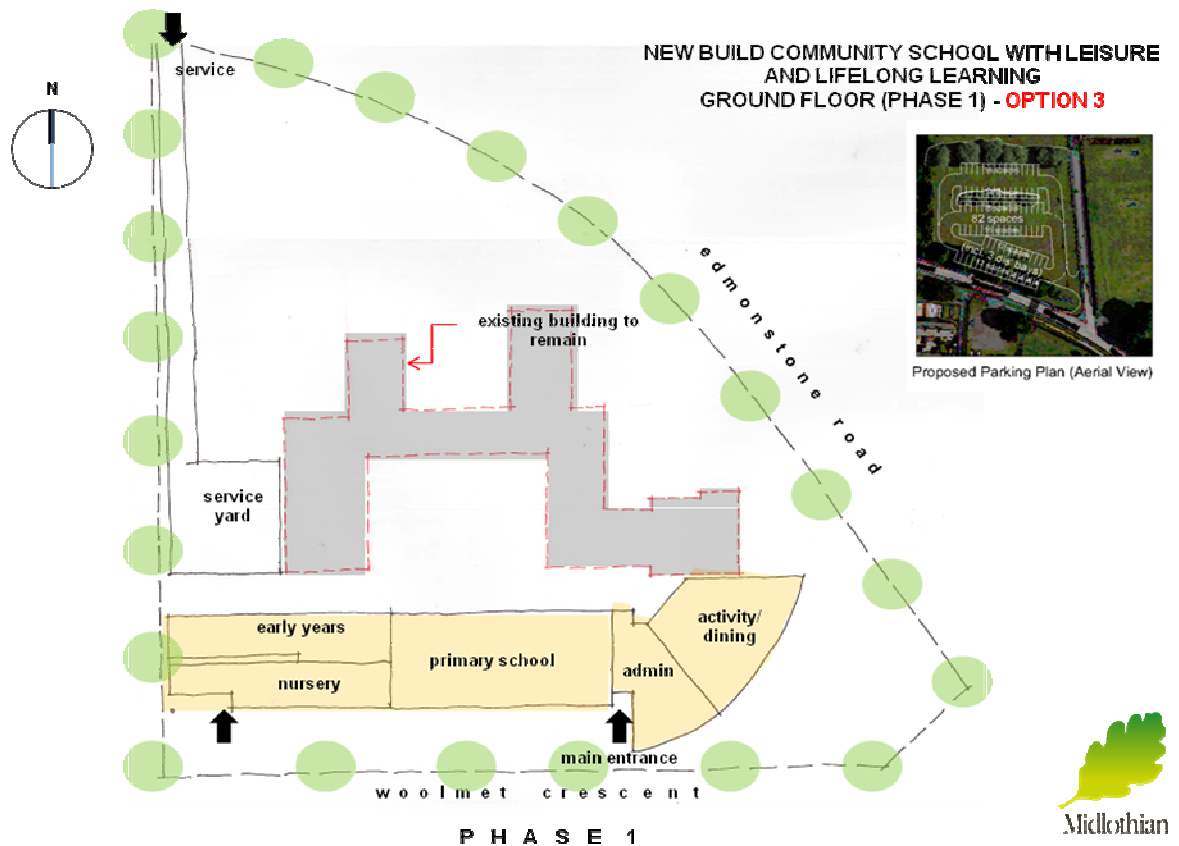 NEW BUILD COMMUNITY SCHOOL WITH LEISURE
AND LIFELONG LEARNING
GROUND FLOOR (PHASE 1) - OPTION 3
service
N
82 spaces
Proposed Parking Plan (Aerial View)
edmonstone road
existing building to
remain
service
yard
early years
nursery
primary school
admin
activity/
dining
main entrance
woolmet crescent
PHASE 1
Midlothian